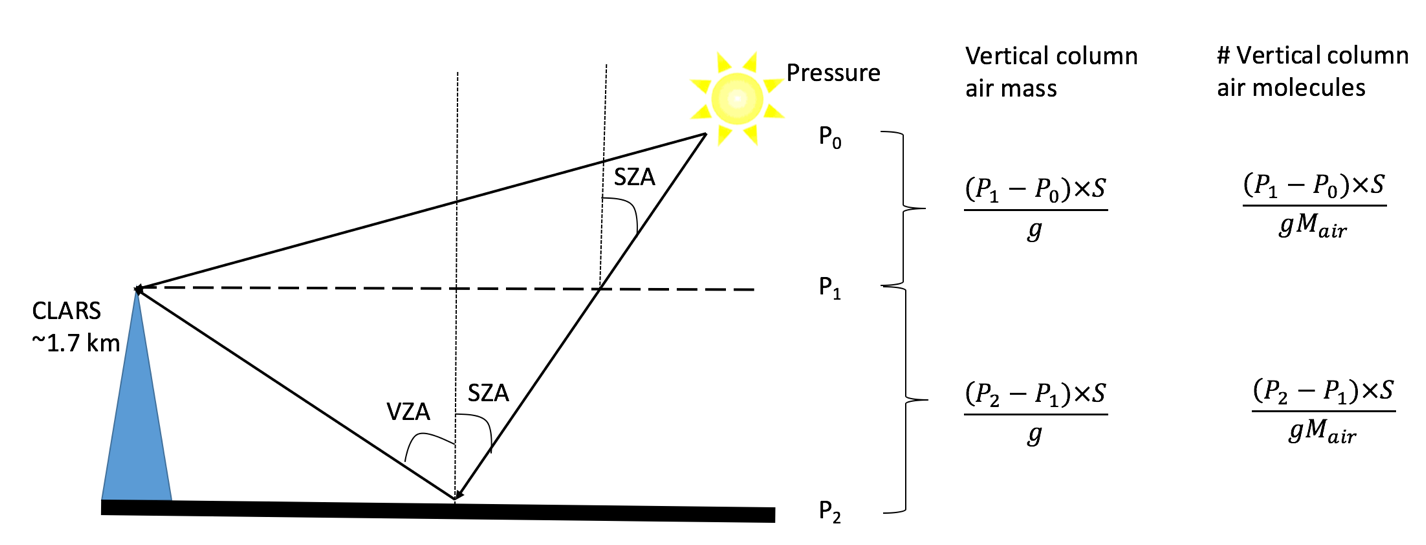 Pressure
Vertical column
air mass
# Vertical column
air molecules
P₀
SZA
(P₁ − P₀)×S
g
(P₁ − P₀)×S
gMₐᵢᵣ
CLARS
~1.7 km
P₁
SZA
VZA
(P₂ − P₁)×S
g
(P₂ − P₁)×S
gMₐᵢᵣ
P₂